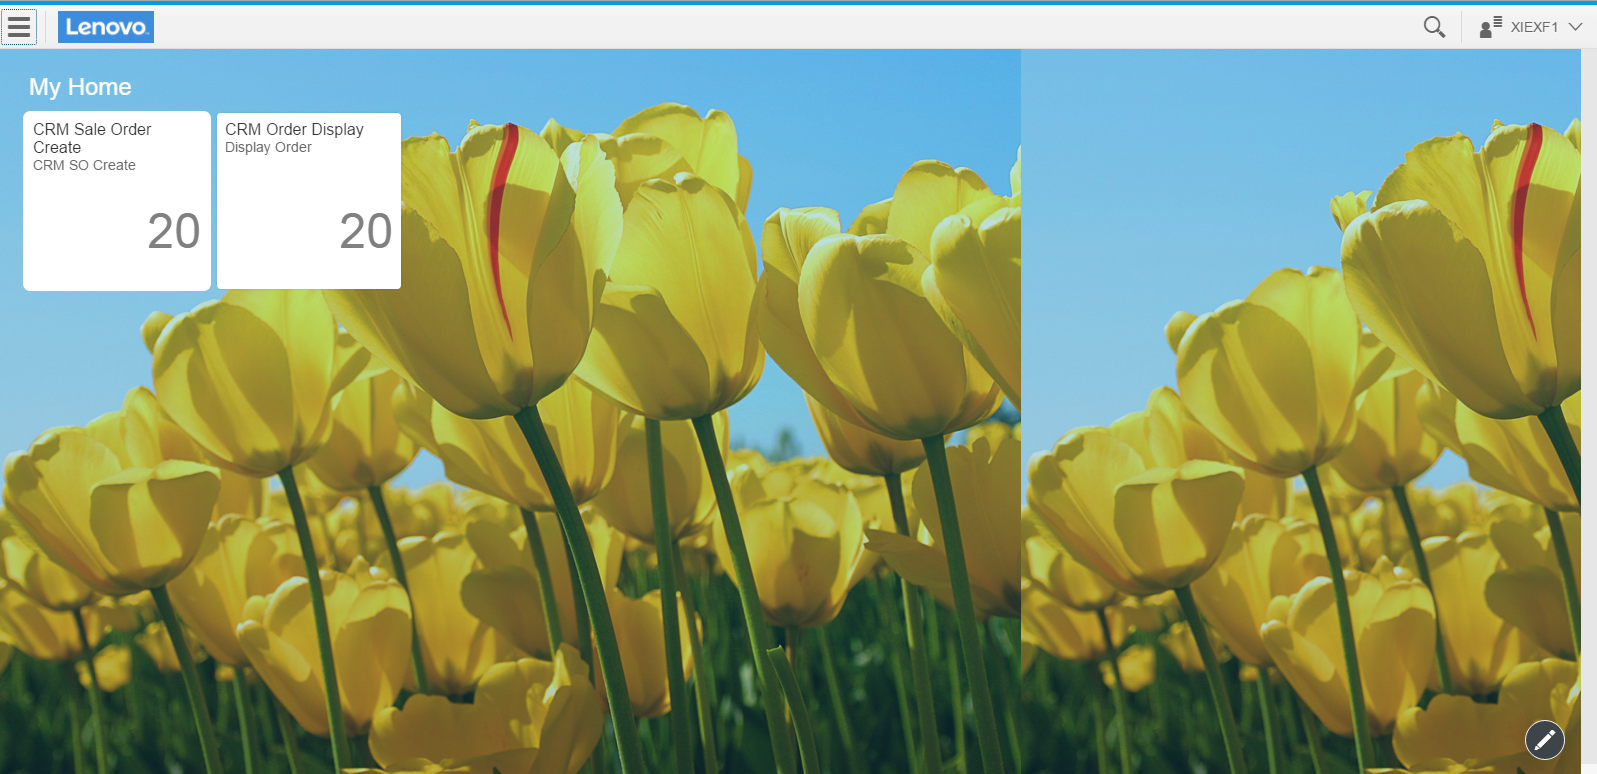 Lenovo
XIEXF1
My Home
CRM Sale Order
Create
CRM SO Create
20
CRM Order Display
Display Order
20